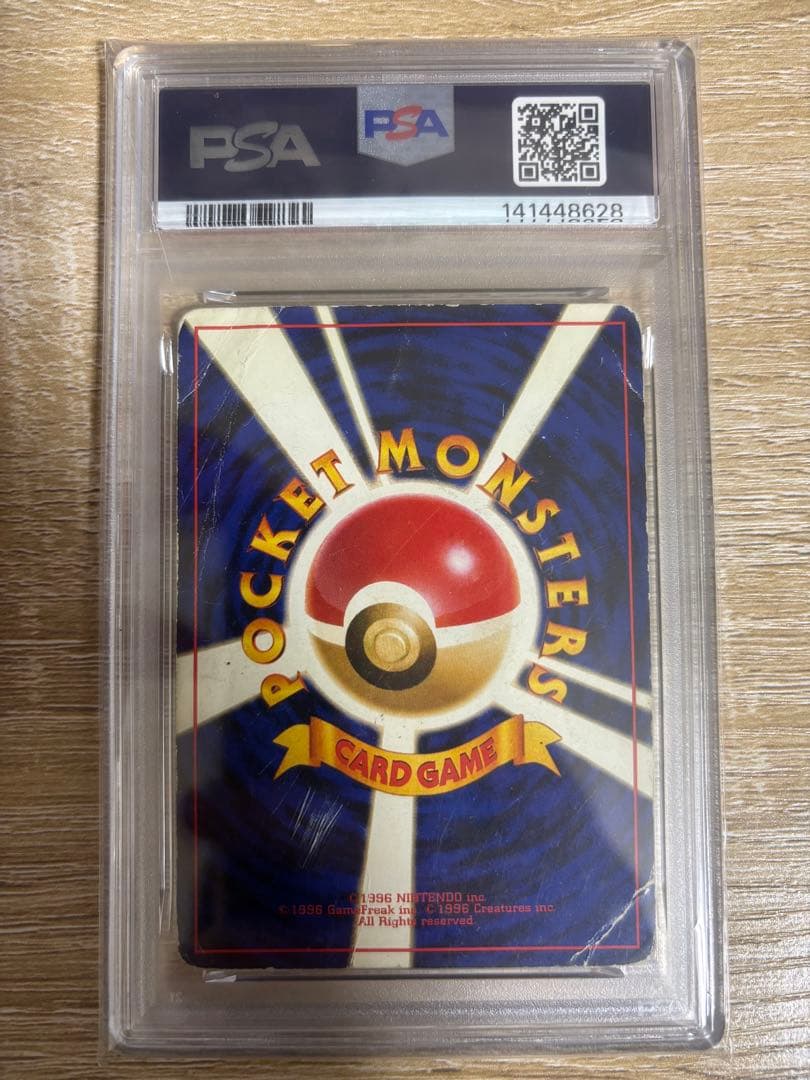 PSA PSA
141448628
POCKET MONSTERS
CARD GAME
©1996 NINTENDO inc.
©1996 GameFreak inc. ©1996 Creatures inc.
All Rights reserved.